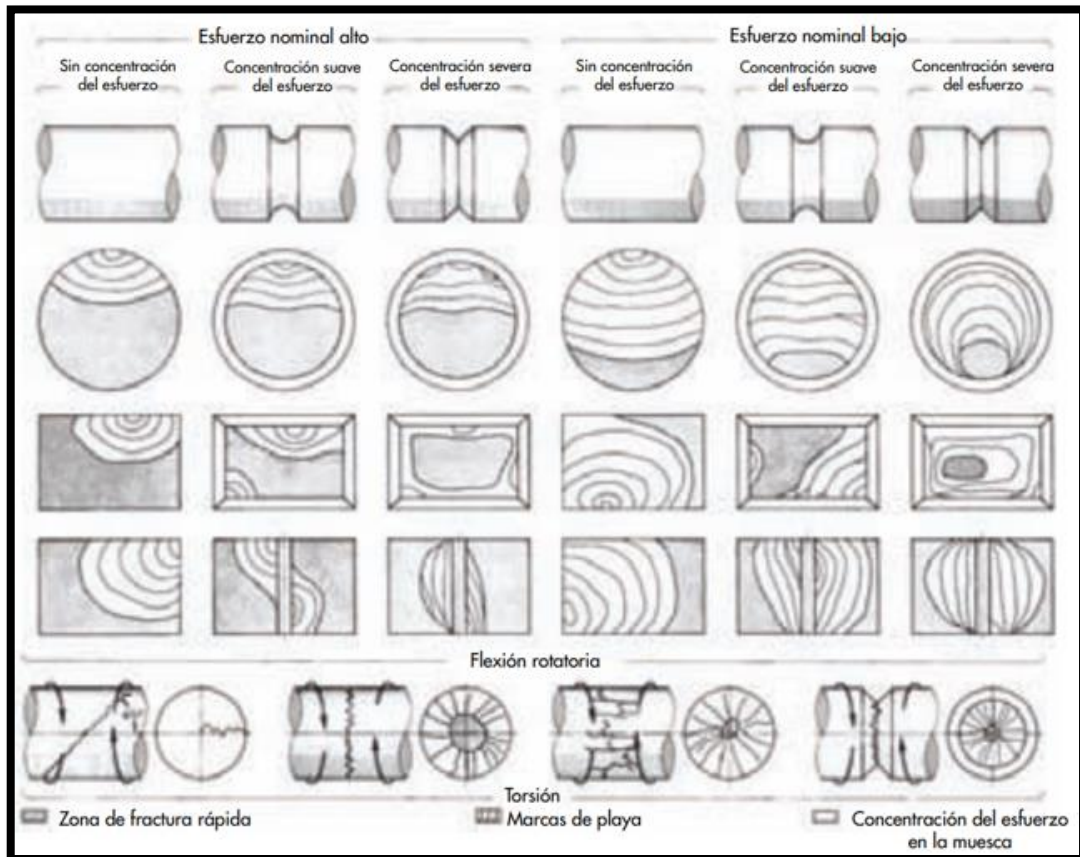 Esfuerzo nominal alto
Esfuerzo nominal bajo
Sin concentración
del esfuerzo
Concentración suave
del esfuerzo
Concentración severa
del esfuerzo
Sin concentración
del esfuerzo
Concentración suave
del esfuerzo
Concentración severa
del esfuerzo
Flexión rotatoria
Torsión
Zona de fractura rápida
Marcas de playa
Concentración del esfuerzo
en la muesca